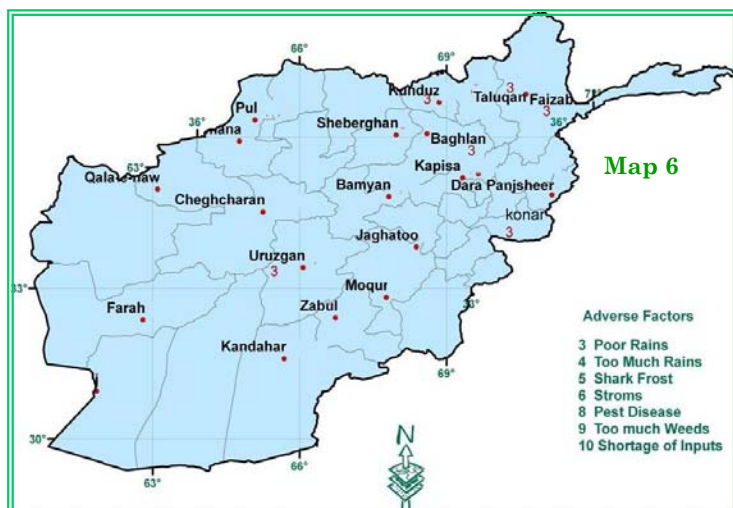 66°
69°
Kunduz
3
Taluqan
3
Faizab
3
36°
Pul
36°
Sheberghan
Baghlan
3
Map 6
Qala-e-naw
63°
Kapisa
Dara Panjsheer
Cheghcharan
Bamyan
konar
3
Jaghatoo
Uruzgan
3
33°
Moqur
33°
Farah
Zabul
Adverse Factors
Kandahar
3 Poor Rains
69°
4 Too Much Rains
5 Shark Frost
6 Stroms
8 Pest Disease
9 Too much Weeds
10 Shortage of Inputs
30°
N
63°
66°